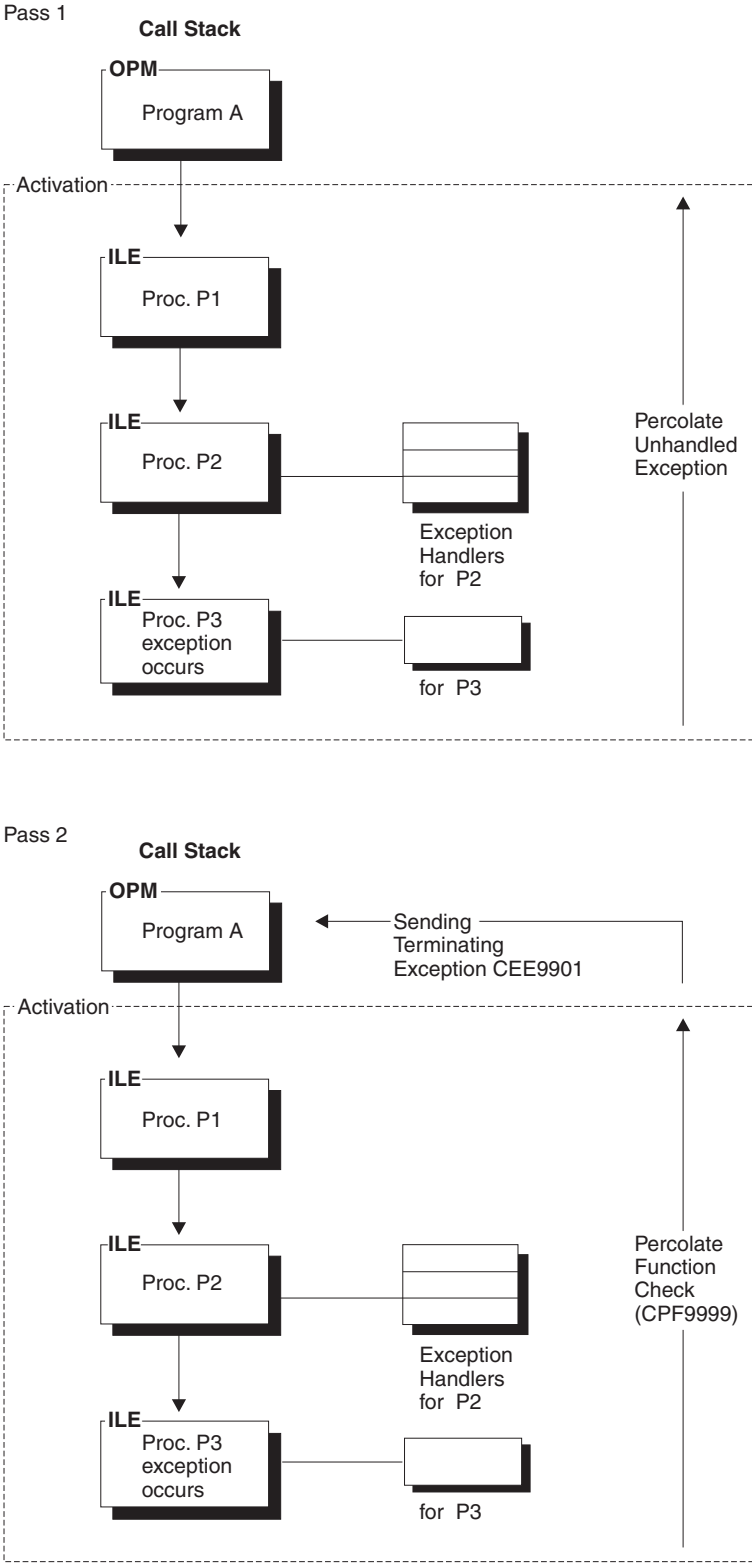 Pass 1
Call Stack
OPM
Program A
Activation
ILE
Proc. P1
ILE
Proc. P2
Exception
Handlers
for P2
Percolate
Unhandled
Exception
ILE
Proc. P3
exception
occurs
for P3
Pass 2
Call Stack
OPM
Program A
Sending
Terminating
Exception CEE9901
Activation
ILE
Proc. P1
ILE
Proc. P2
Exception
Handlers
for P2
Percolate
Function
Check
(CPF9999)
ILE
Proc. P3
exception
occurs
for P3